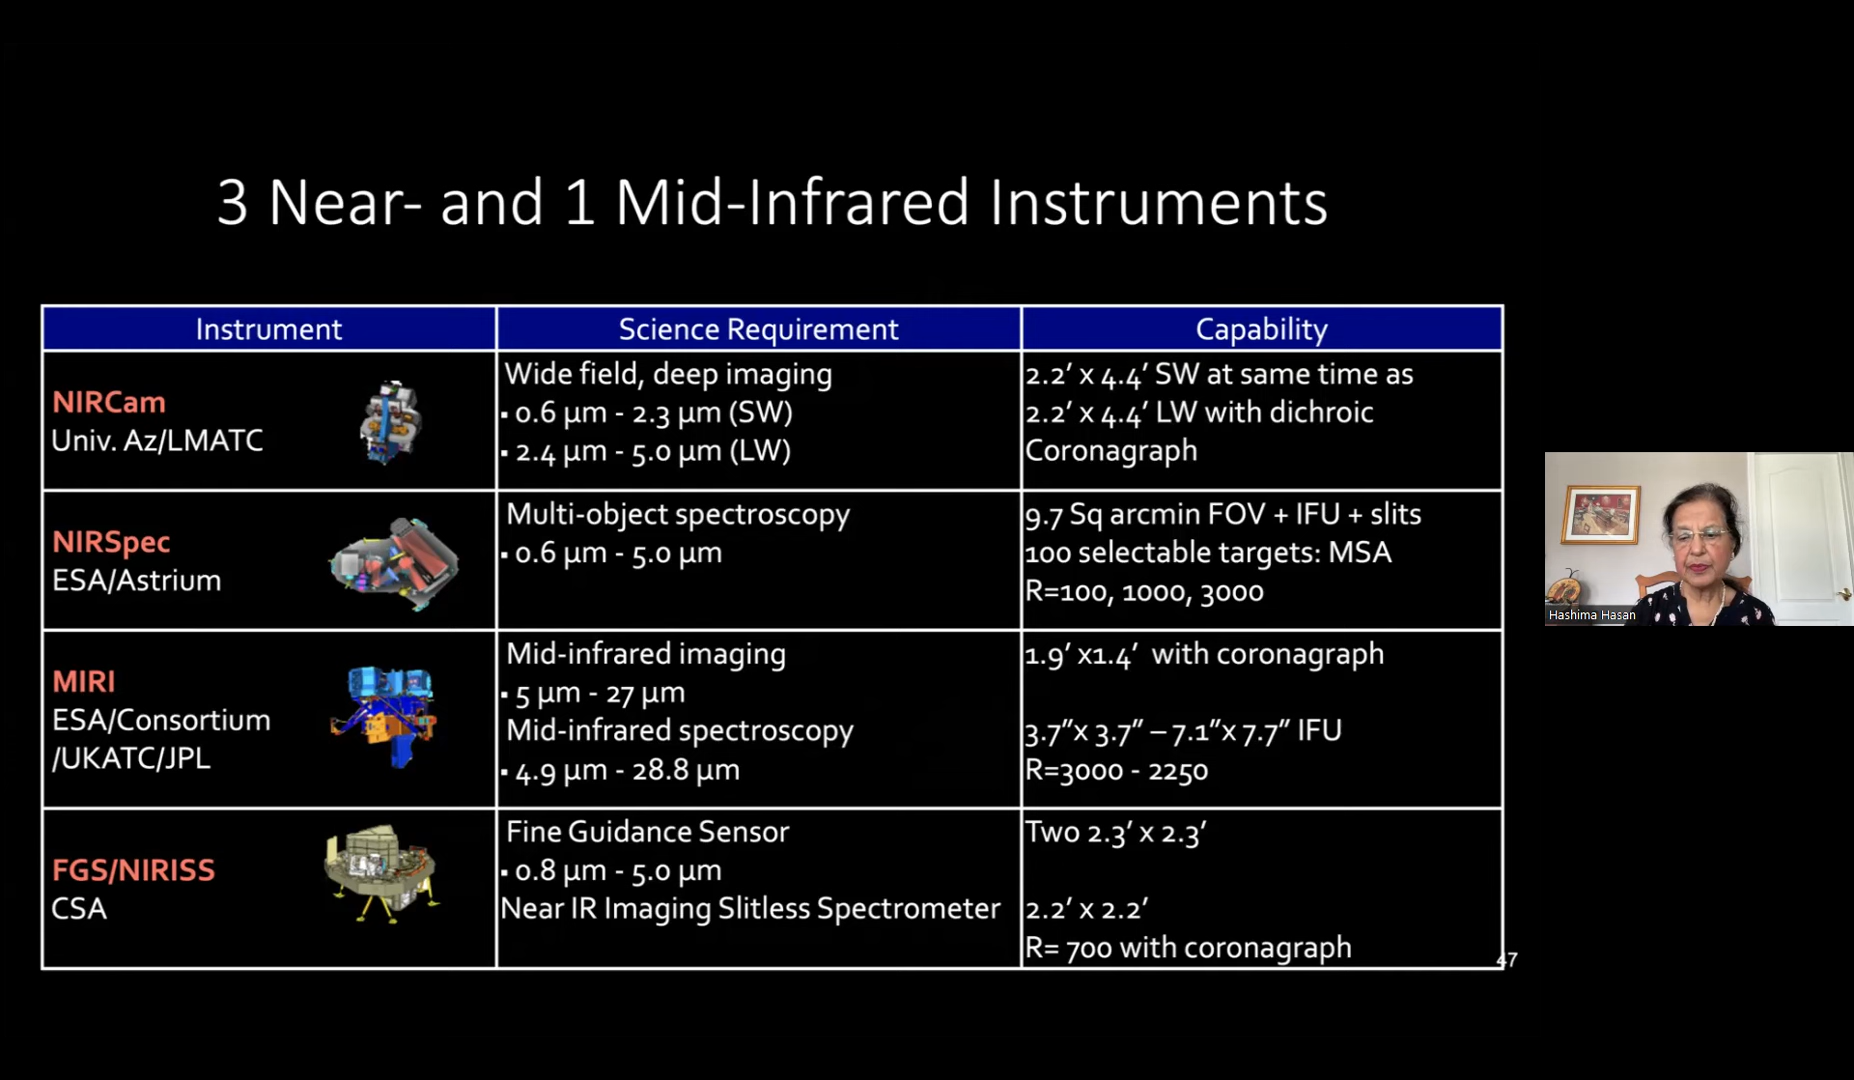 3 Near- and 1 Mid-Infrared Instruments
Instrument
Science Requirement
Capability
NIRCam
Univ. Az/LMATC
Wide field, deep imaging
▪ 0.6 µm - 2.3 µm (SW)
▪ 2.4 µm - 5.0 µm (LW)
2.2’ x 4.4’ SW at same time as
2.2’ x 4.4’ LW with dichroic
Coronagraph
NIRSpec
ESA/Astrium
Multi-object spectroscopy
▪ 0.6 µm - 5.0 µm
9.7 Sq arcmin FOV + IFU + slits
100 selectable targets: MSA
R=100, 1000, 3000
MIRI
ESA/Consortium
/UKATC/JPL
Mid-infrared imaging
▪ 5 µm - 27 µm
Mid-infrared spectroscopy
▪ 4.9 µm - 28.8 µm
1.9’ x1.4’ with coronagraph
3.7”x 3.7” – 7.1”x 7.7” IFU
R=3000 - 2250
FGS/NIRISS
CSA
Fine Guidance Sensor
▪ 0.8 µm - 5.0 µm
Near IR Imaging Slitless Spectrometer
Two 2.3’ x 2.3’
2.2’ x 2.2’
R= 700 with coronagraph
47
Hashima Hasan